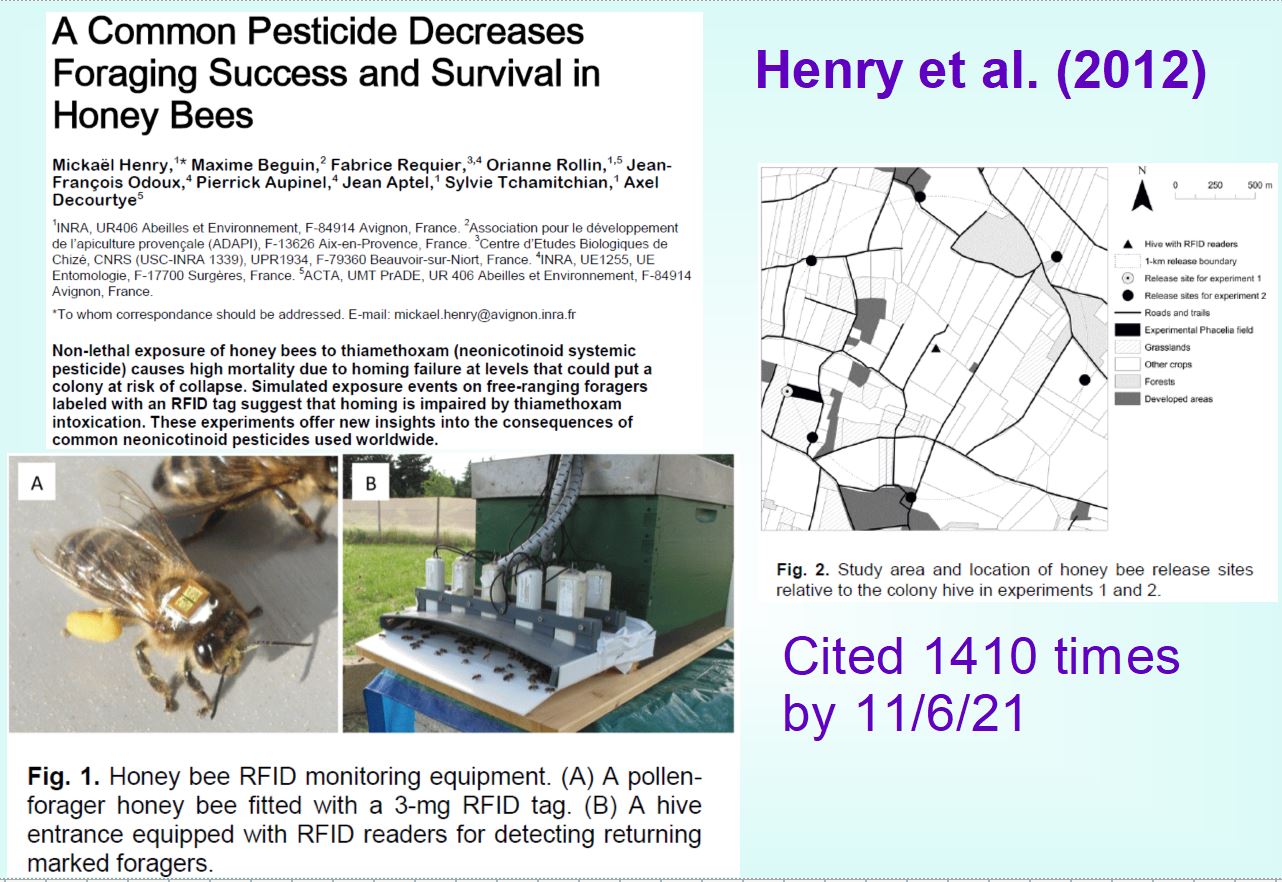 A Common Pesticide Decreases
Foraging Success and Survival in
Honey Bees
Mickaël Henry,1* Maxime Beguin,2 Fabrice Requier,3,4 Orianne Rollin,1,5 Jean-
François Odoux,4 Pierrick Aupinel,4 Jean Aptel,1 Sylvie Tchamitchian,1 Axel
Decourtye5
1INRA, UR406 Abeilles et Environnement, F-84914 Avignon, France. 2Association pour le développement
de l'apiculture provençale (ADAPI), F-13626 Aix-en-Provence, France. 3Centre d'Etudes Biologiques de
Chizé, CNRS (USC-INRA 1339), UPR1934, F-79360 Beauvoir-sur-Niort, France. 4INRA, UE1255, UE
Entomologie, F-17700 Surgères, France. 5ACTA, UMT PrADE, UR 406 Abeilles et Environnement, F-84914
Avignon, France.
*To whom correspondance should be addressed. E-mail: mickael.henry@avignon.inra.fr
Non-lethal exposure of honey bees to thiamethoxam (neonicotinoid systemic
pesticide) causes high mortality due to homing failure at levels that could put a
colony at risk of collapse. Simulated exposure events on free-ranging foragers
labeled with an RFID tag suggest that homing is impaired by thiamethoxam
intoxication. These experiments offer new insights into the consequences of
common neonicotinoid pesticides used worldwide.
A
B
Fig. 1. Honey bee RFID monitoring equipment. (A) A pollen-
forager honey bee fitted with a 3-mg RFID tag. (B) A hive
entrance equipped with RFID readers for detecting returning
marked foragers.
Henry et al. (2012)
N
0 250 500 m
Hive with RFID readers
1-km release boundary
Release site for experiment 1
Release sites for experiment 2
Roads and trails
Experimental Phacelia field
Grasslands
Other crops
Forests
Developed areas
Fig. 2. Study area and location of honey bee release sites
relative to the colony hive in experiments 1 and 2.
Cited 1410 times
by 11/6/21